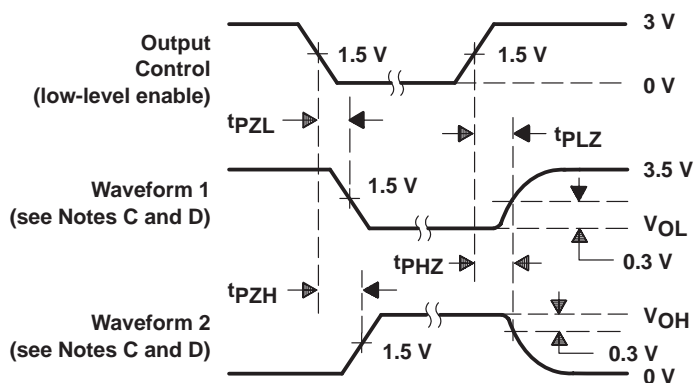 3 V
Output
Control
(low-level enable)
1.5 V
1.5 V
0 V
tPZL
tPLZ
3.5 V
Waveform 1
(see Notes C and D)
1.5 V
VOL
0.3 V
tPHZ
tPZH
VOH
Waveform 2
(see Notes C and D)
1.5 V
0.3 V
0 V